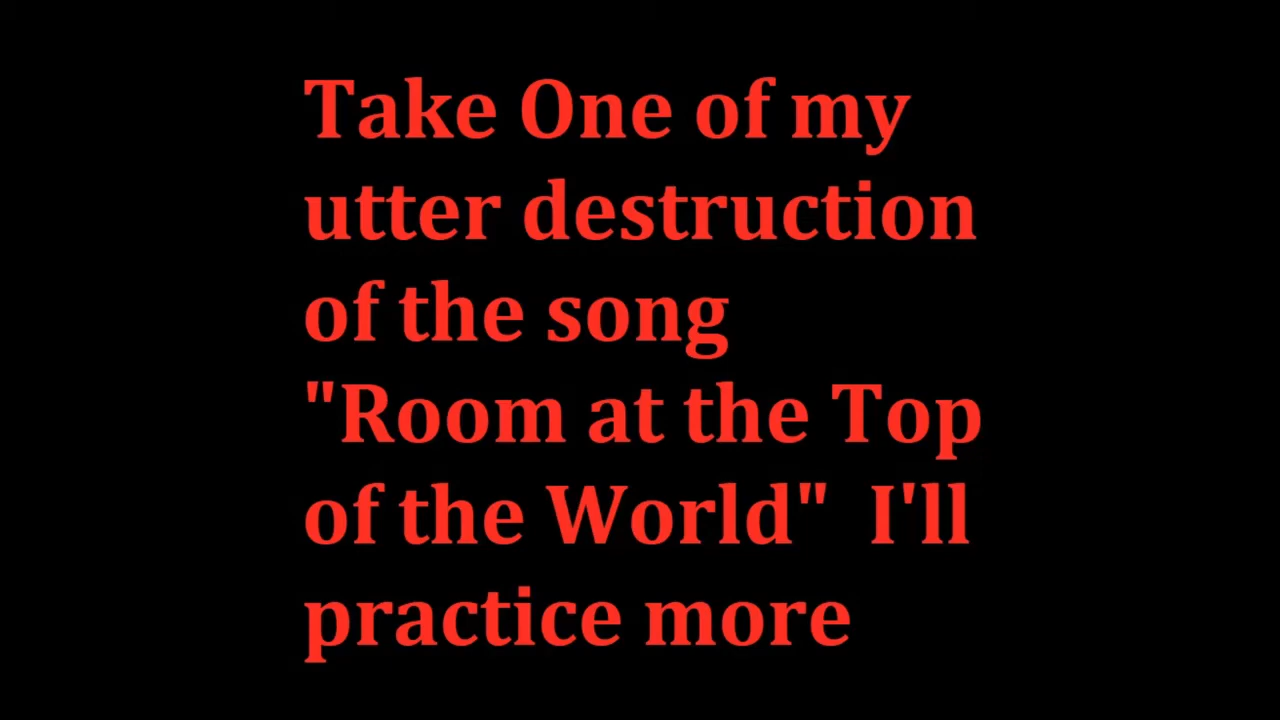 Take One of my
utter destruction
of the song
"Room at the Top
of the World"  I'll
practice more